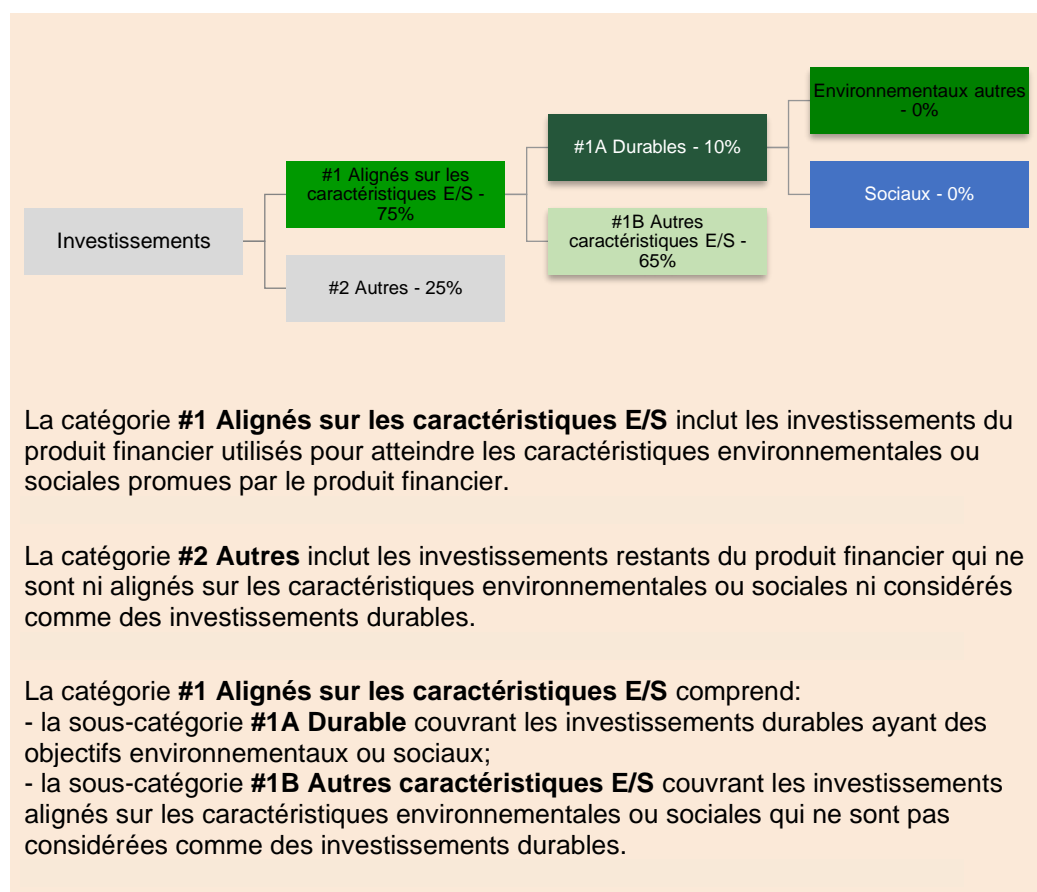 Environnementaux autres
- 0%
#1A Durables - 10%
#1 Alignés sur les
caractéristiques E/S -
75%
Sociaux - 0%
Investissements
#1B Autres
caractéristiques E/S -
65%
#2 Autres - 25%
La catégorie #1 Alignés sur les caractéristiques E/S inclut les investissements du
produit financier utilisés pour atteindre les caractéristiques environnementales ou
sociales promues par le produit financier.
La catégorie #2 Autres inclut les investissements restants du produit financier qui ne
sont ni alignés sur les caractéristiques environnementales ou sociales ni considérés
comme des investissements durables.
La catégorie #1 Alignés sur les caractéristiques E/S comprend:
- la sous-catégorie #1A Durable couvrant les investissements durables ayant des
objectifs environnementaux ou sociaux;
- la sous-catégorie #1B Autres caractéristiques E/S couvrant les investissements
alignés sur les caractéristiques environnementales ou sociales qui ne sont pas
considérées comme des investissements durables.